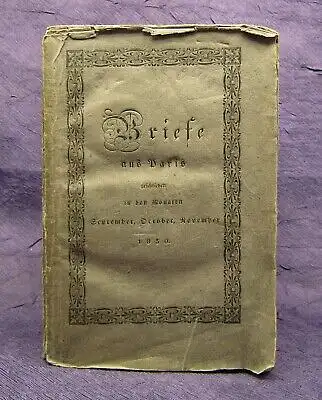 Briefe
aus Paris
geschrieben
in den Monaten
September, October, November
1830.